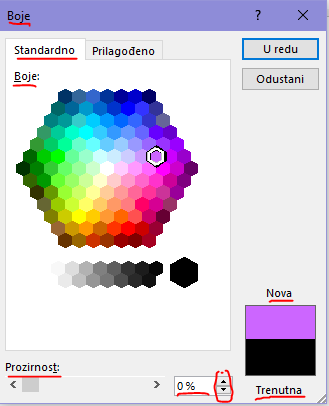 Boje
?
Standardno
Prilagođeno
U redu
Odustani
Boje:
Nova
Prozirnost:
0 %
Trenutna